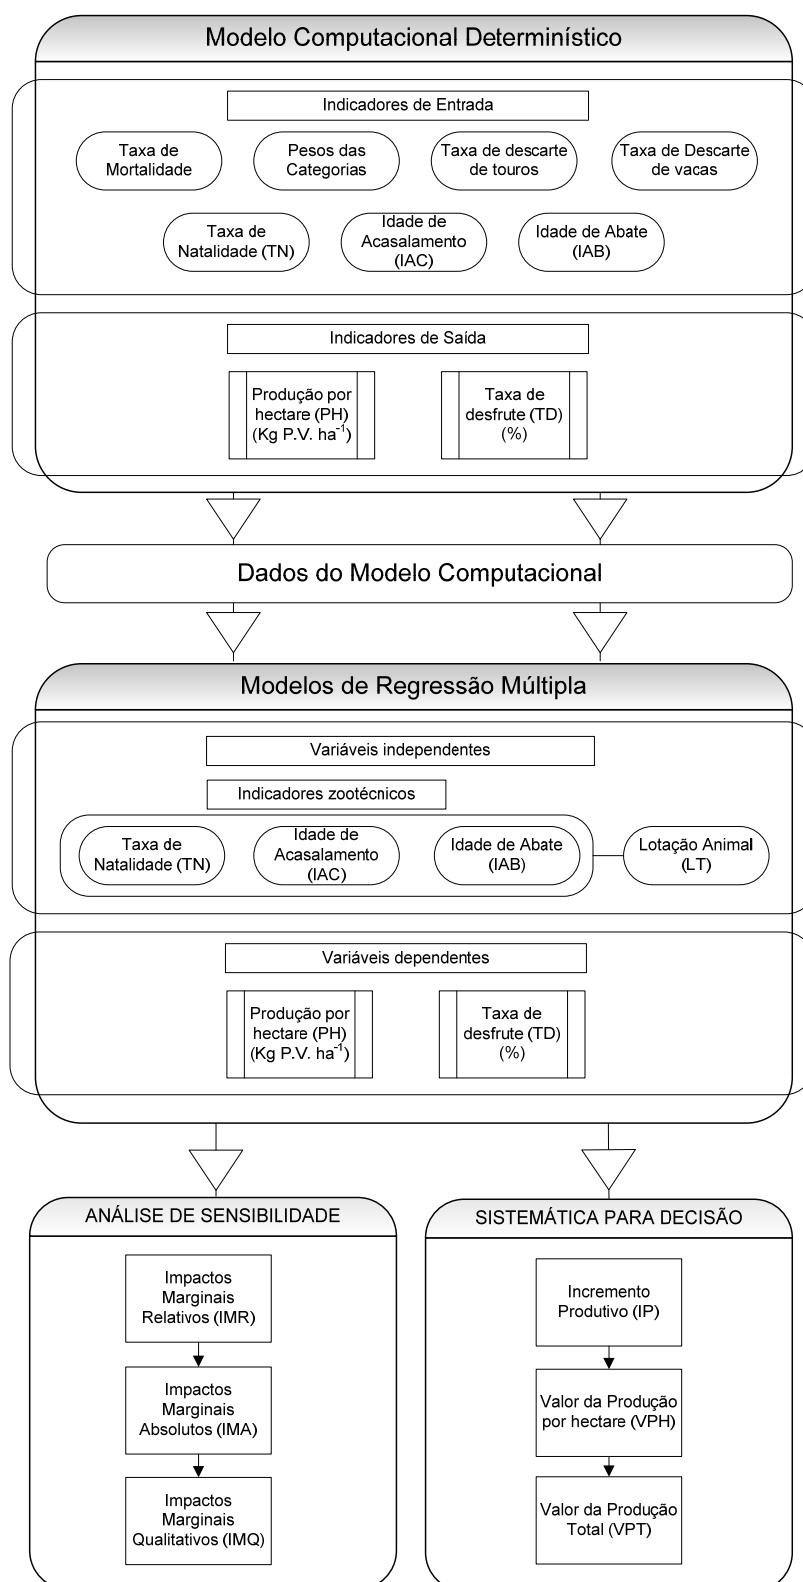 Modelo Computacional Determinístico
Indicadores de Entrada
Taxa de
Mortalidade
Pesos das
Categorias
Taxa de descarte
de touros
Taxa de Descarte
de vacas
Taxa de
Natalidade (TN)
Idade de
Acasalamento
(IAC)
Idade de Abate
(IAB)
Indicadores de Saída
Produção por
hectare (PH)
(Kg P.V. ha⁻¹)
Taxa de
desfrute (TD)
(%)
Dados do Modelo Computacional
Modelos de Regressão Múltipla
Variáveis independentes
Indicadores zootécnicos
Taxa de
Natalidade (TN)
Idade de
Acasalamento
(IAC)
Idade de Abate
(IAB)
Lotação Animal
(LT)
Variáveis dependentes
Produção por
hectare (PH)
(Kg P.V. ha⁻¹)
Taxa de
desfrute (TD)
(%)
ANÁLISE DE SENSIBILIDADE
Impactos
Marginais
Relativos (IMR)
Impactos
Marginais
Absolutos (IMA)
Impactos
Marginais
Qualitativos (IMQ)
SISTEMÁTICA PARA DECISÃO
Incremento
Produtivo (IP)
Valor da Produção
por hectare (VPH)
Valor da Produção
Total (VPT)